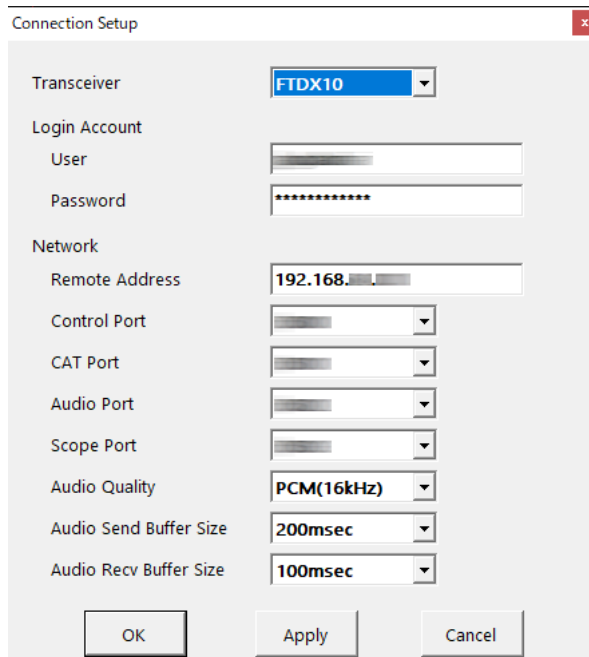 Connection Setup
x
Transceiver FTDX10
Login Account
User
Password ************
Network
Remote Address 192.168.
Control Port
CAT Port
Audio Port
Scope Port
Audio Quality PCM(16kHz)
Audio Send Buffer Size 200msec
Audio Recv Buffer Size 100msec
OK Apply Cancel